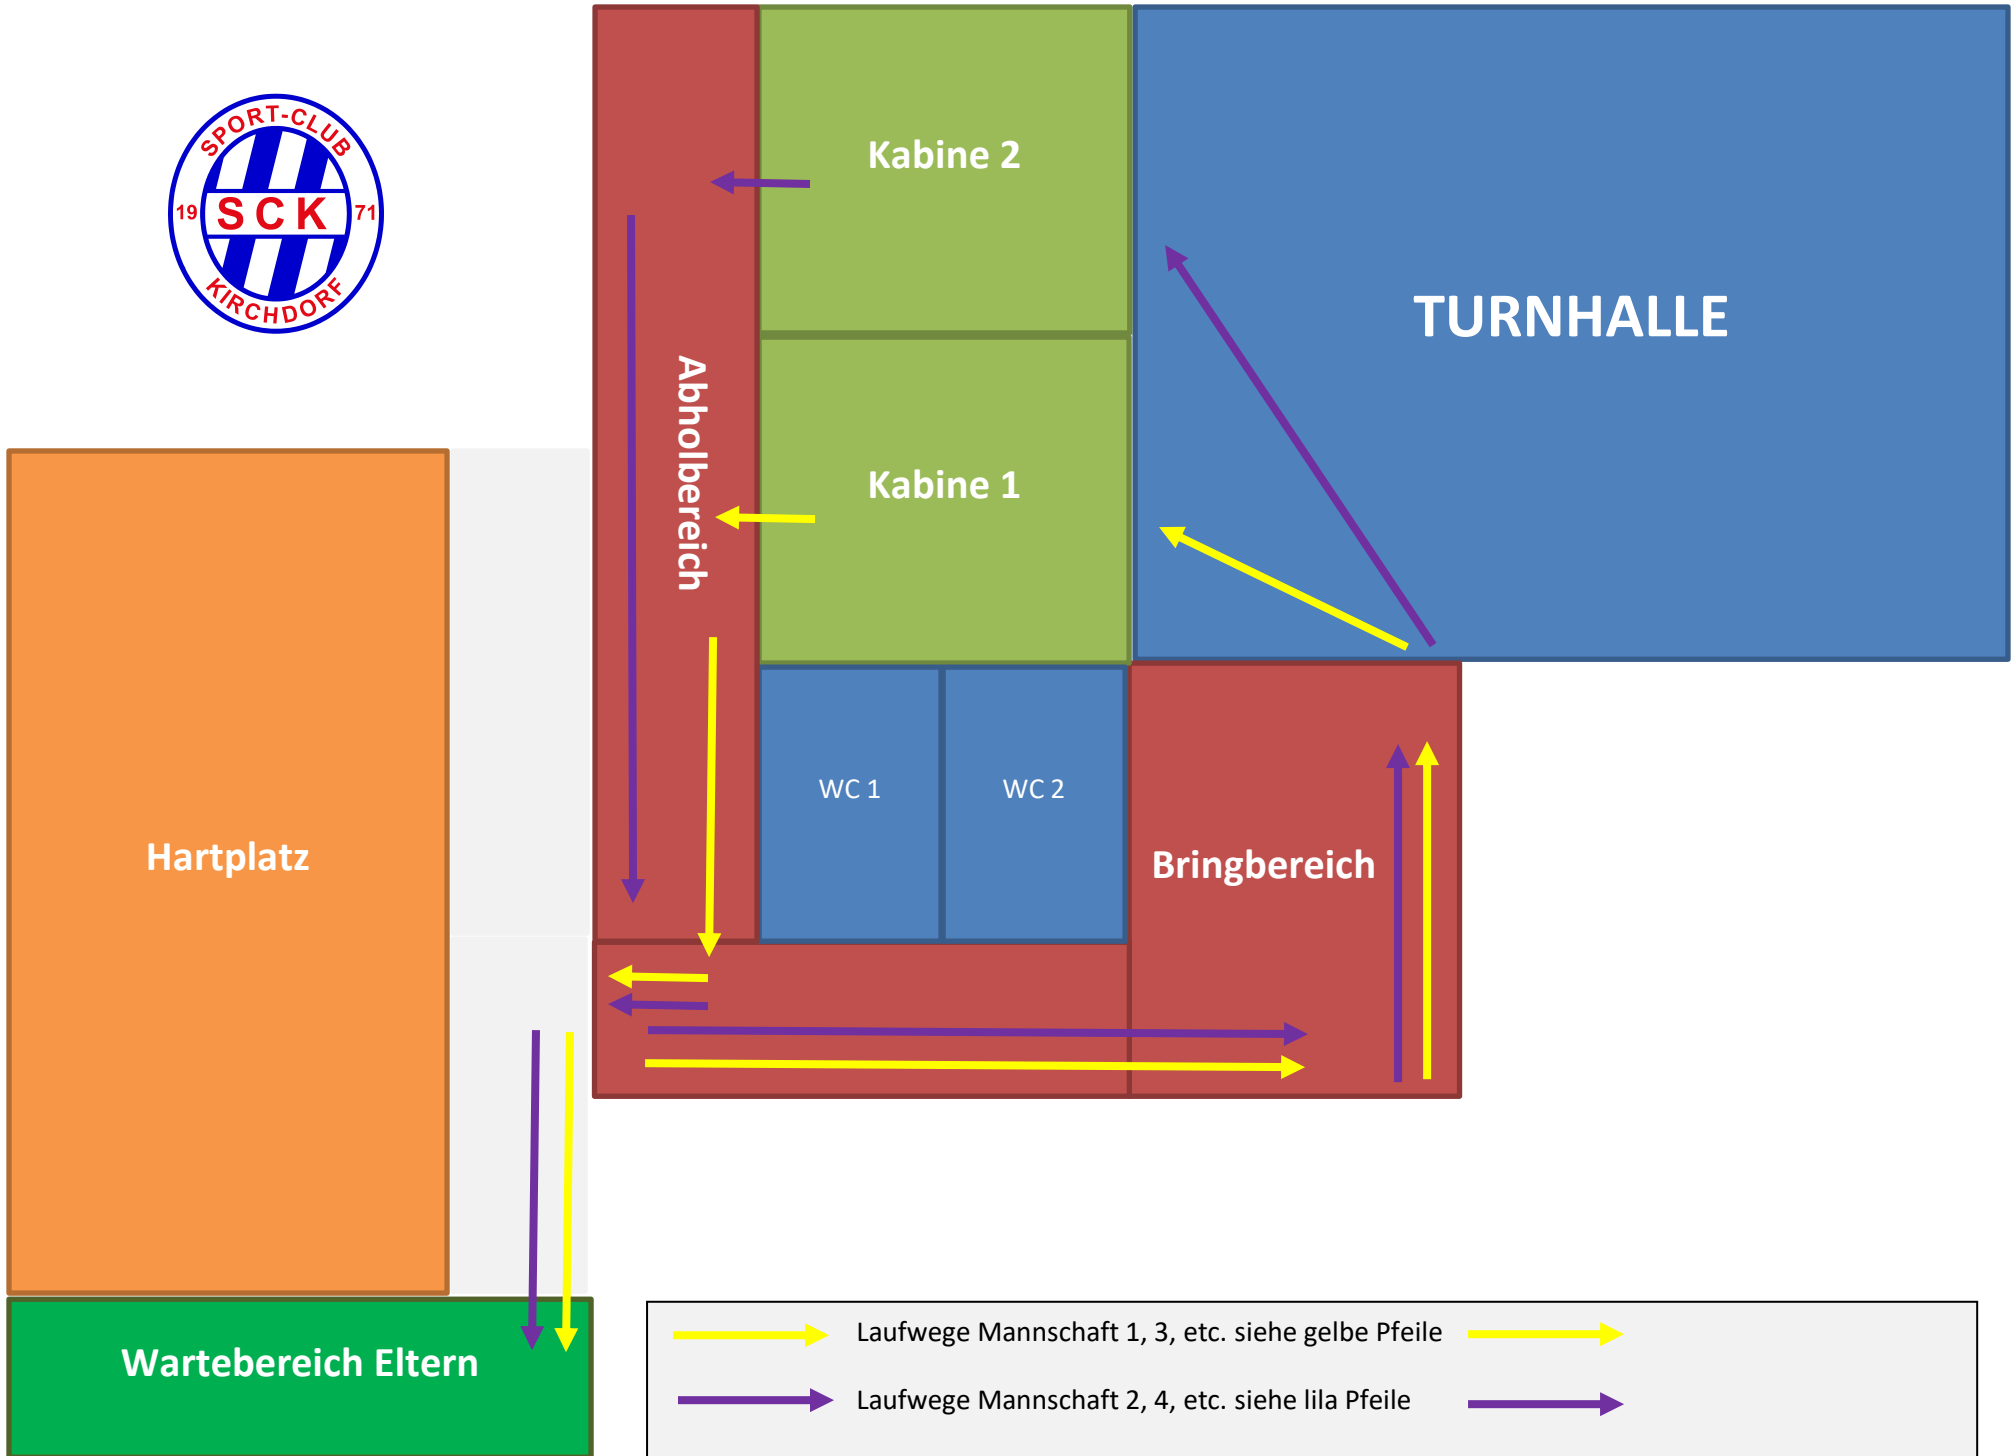 SPORT-CLUB
19 SCK 71
KIRCHDORF
Kabine 2
TURNHALLE
Abholbereich
Kabine 1
WC 1
WC 2
Hartplatz
Bringbereich
Wartebereich Eltern
Laufwege Mannschaft 1, 3, etc. siehe gelbe Pfeile
Laufwege Mannschaft 2, 4, etc. siehe lila Pfeile